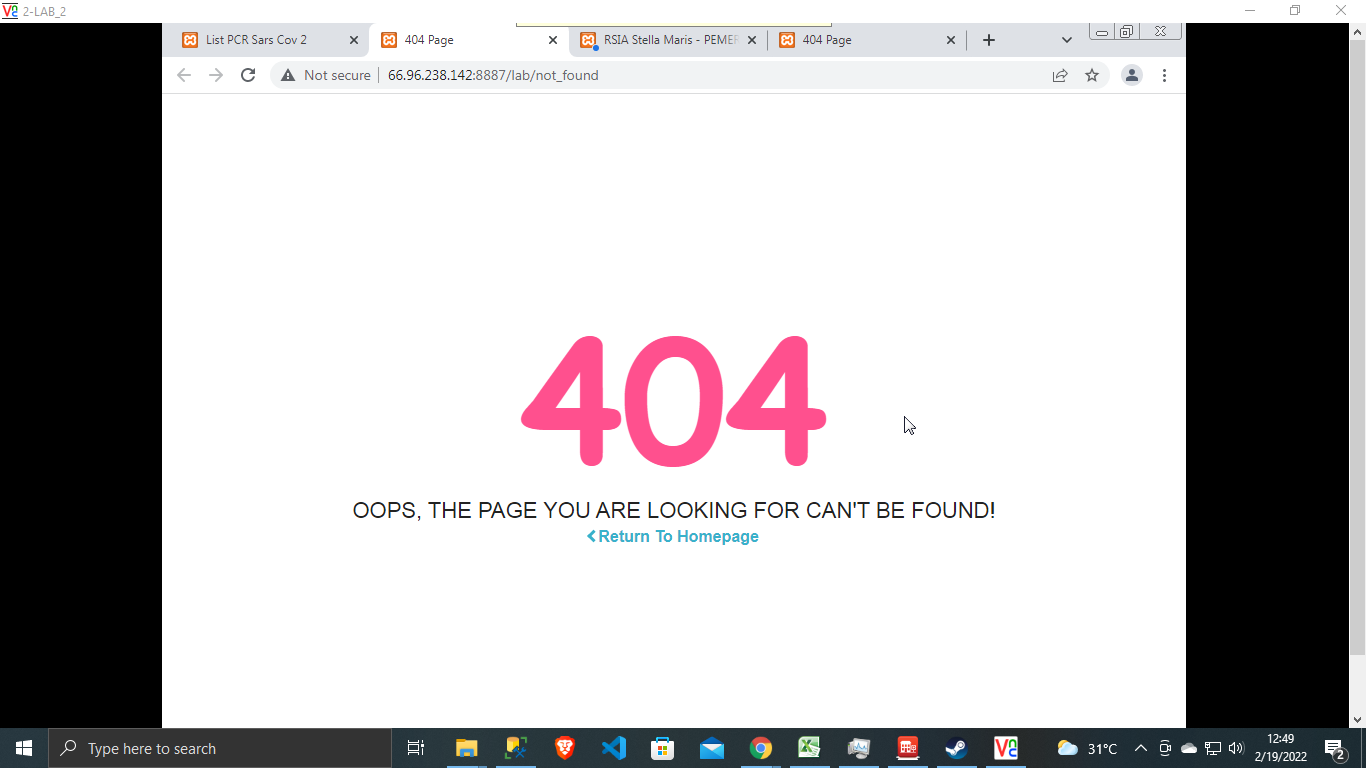 2-LAB_2
List PCR Sars Cov 2
404 Page
RSIA Stella Maris - PEMER
404 Page
Not secure
66.96.238.142:8887/lab/not_found
404
OOPS, THE PAGE YOU ARE LOOKING FOR CAN'T BE FOUND!
Return To Homepage
Type here to search
31°C
12:49
2/19/2022
2